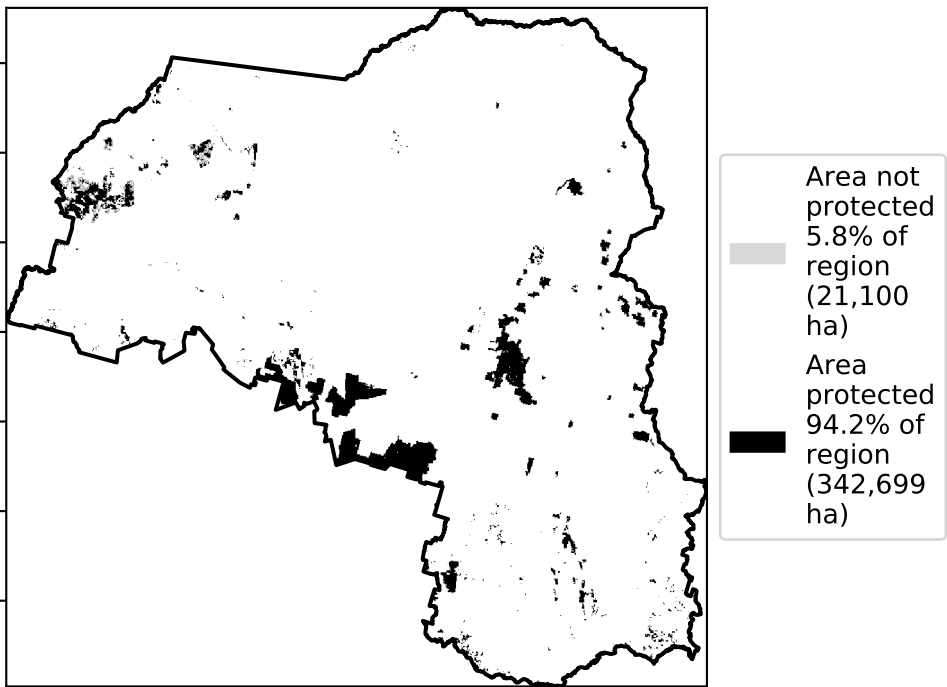 Area not
protected
5.8% of
region
(21,100
ha)
Area
protected
94.2% of
region
(342,699
ha)